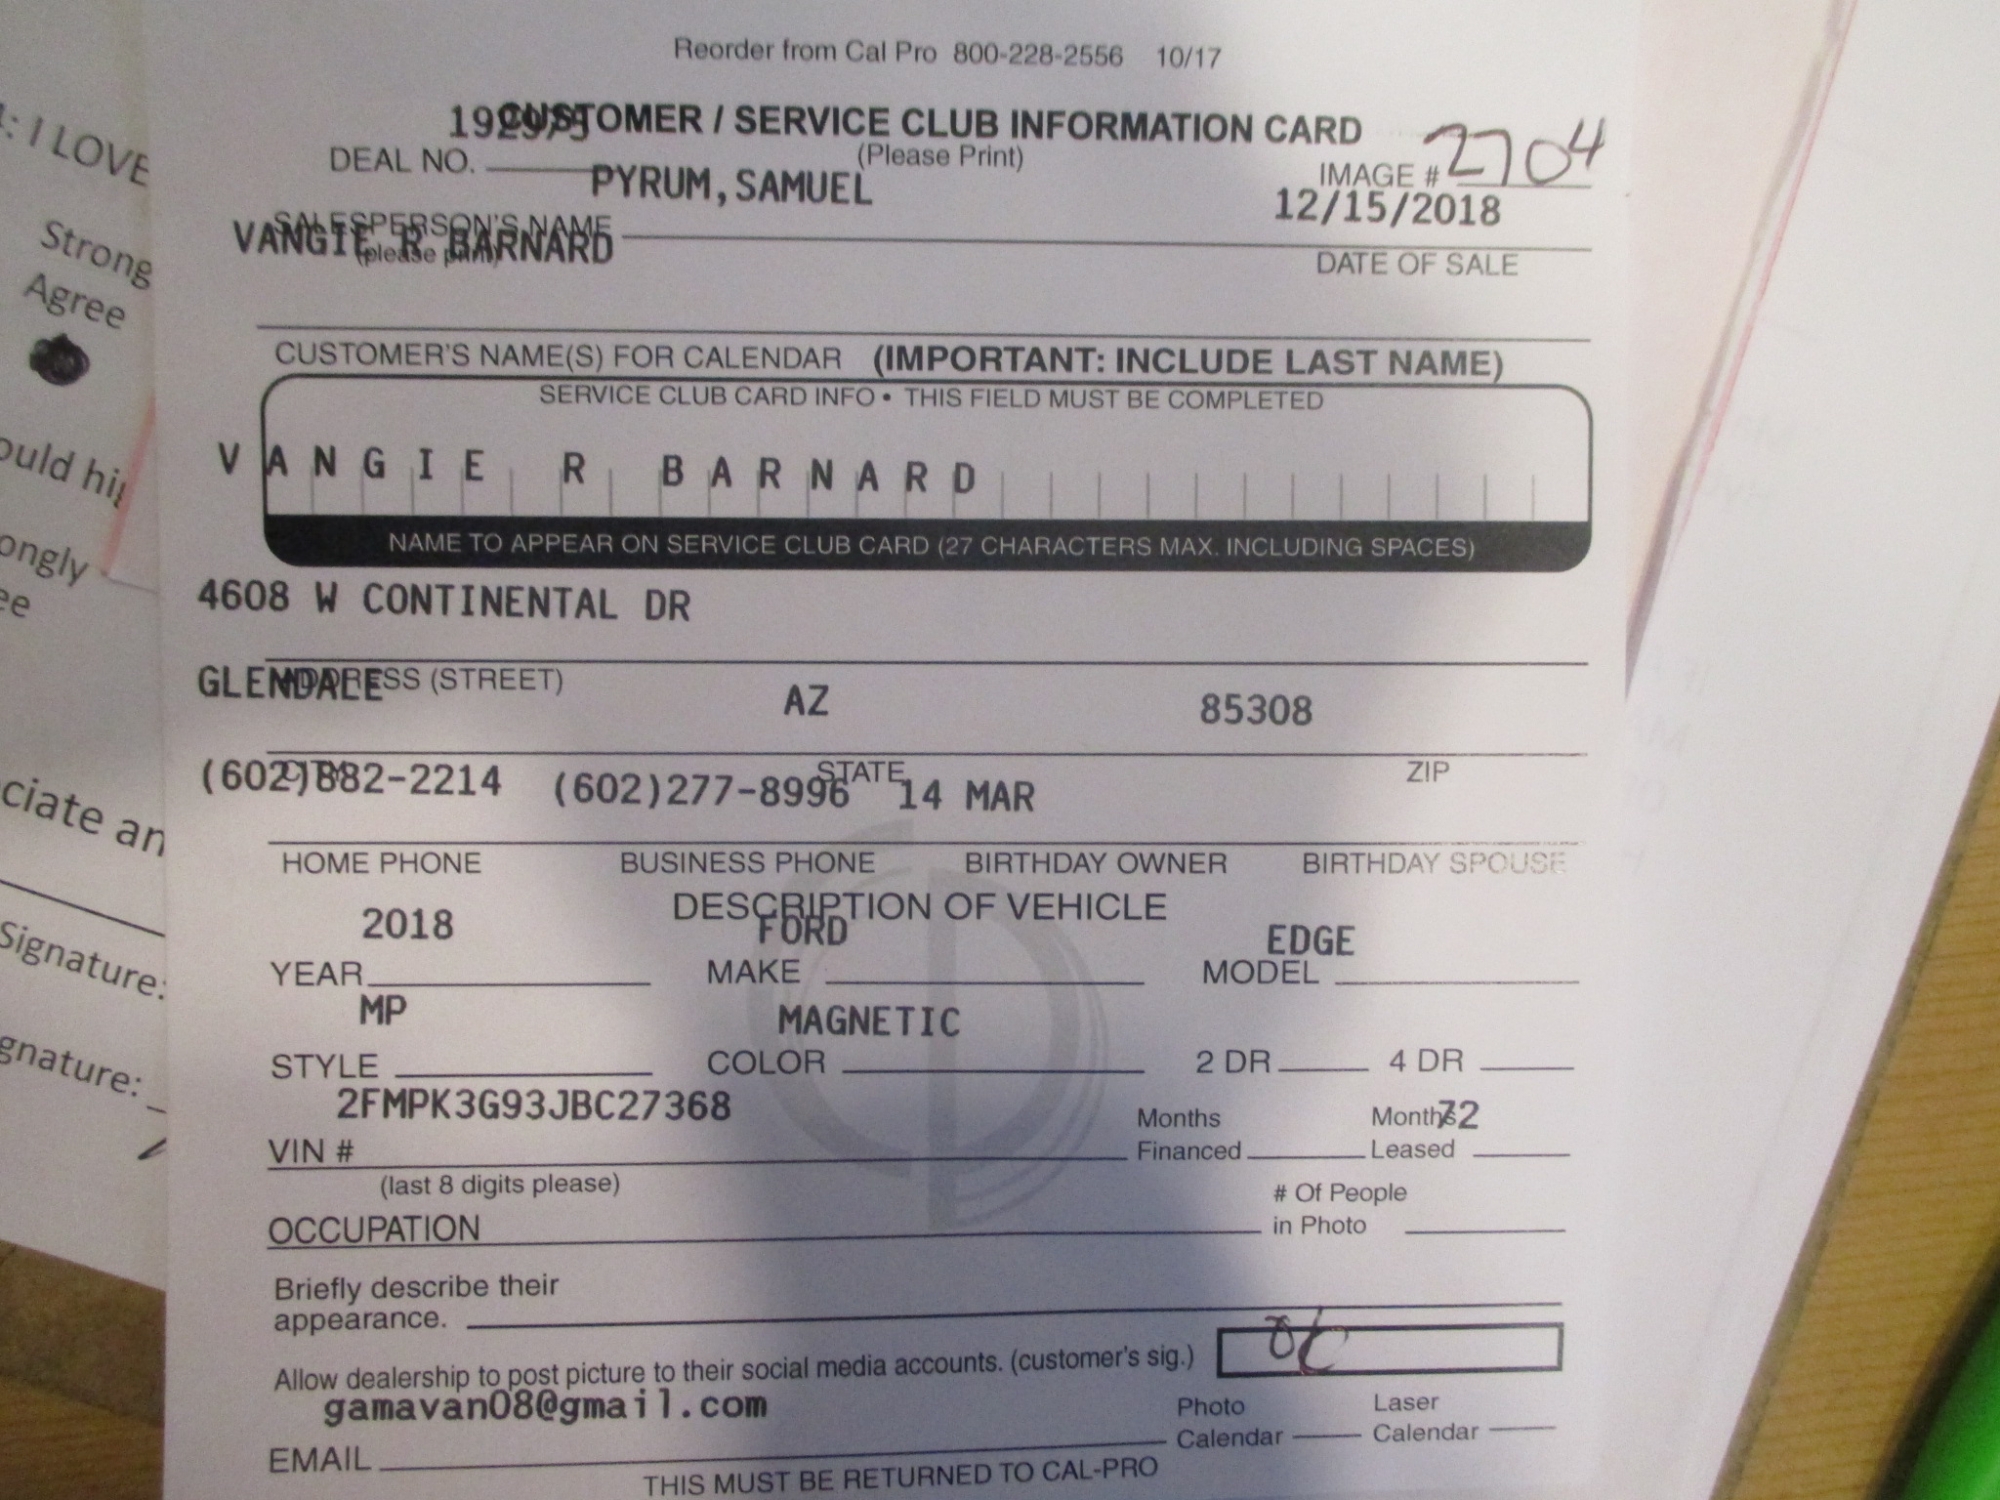 Reorder from Cal Pro 800-228-2556 10/17
CUSTOMER / SERVICE CLUB INFORMATION CARD
(Please Print)
DEAL NO.
PYRUM, SAMUEL
IMAGE # 2704
12/15/2018
SALESPERSON'S NAME
(please print)
VANGIE R BARNARD
DATE OF SALE
CUSTOMER'S NAME(S) FOR CALENDAR (IMPORTANT: INCLUDE LAST NAME)
SERVICE CLUB CARD INFO • THIS FIELD MUST BE COMPLETED
VANGIE R BARNARD
NAME TO APPEAR ON SERVICE CLUB CARD (27 CHARACTERS MAX. INCLUDING SPACES)
4608 W CONTINENTAL DR
ADDRESS (STREET)
GLENDALE AZ 85308
CITY STATE ZIP
(602)882-2214 (602)277-8996 14 MAR
HOME PHONE BUSINESS PHONE BIRTHDAY OWNER BIRTHDAY SPOUSE
DESCRIPTION OF VEHICLE
2018 FORD EDGE
YEAR MAKE MODEL
MP MAGNETIC
STYLE COLOR 2 DR 4 DR
2FMPK3G93JBC27368
Months Financed
Months Leased 72
VIN #
(last 8 digits please)
# Of People in Photo
OCCUPATION
Briefly describe their
appearance.
Allow dealership to post picture to their social media accounts. (customer's sig.)
gamavan08@gmail.com
Photo Calendar
Laser Calendar
EMAIL
THIS MUST BE RETURNED TO CAL-PRO
: I LOVE
Strong
Agree
ould
ongly
ee
ciate an
Signature:
gnature: